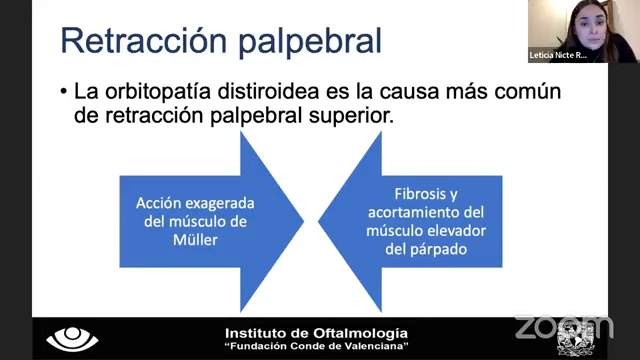 Retracción palpebral
Leticia Nicte R...
• La orbitopatía distiroidea es la causa más común
de retracción palpebral superior.
Acción exagerada
del músculo de
Müller
Fibrosis y
acortamiento del
músculo elevador
del párpado
zoom
Instituto de Oftalmología
“Fundación Conde de Valenciana”